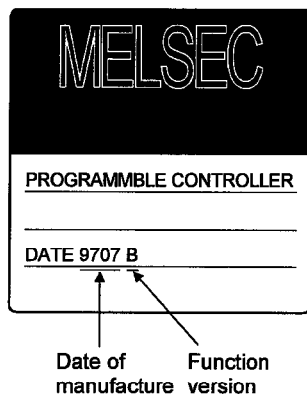 MELSEC
PROGRAMMBLE CONTROLLER
DATE 9707 B
Date of Function
manufacture version